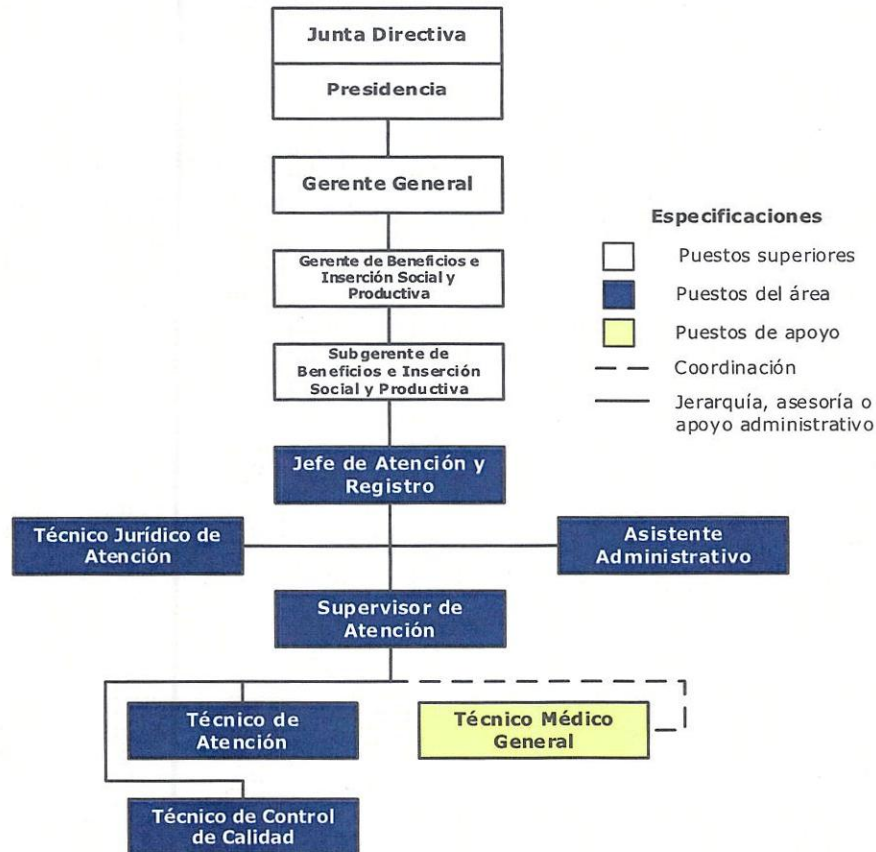 Junta Directiva
Presidencia
Gerente General
Gerente de Beneficios e
Inserción Social y
Productiva
Subgerente de
Beneficios e Inserción
Social y Productiva
Especificaciones
Puestos superiores
Puestos del área
Puestos de apoyo
Coordinación
Jerarquía, asesoría o
apoyo administrativo
Jefe de Atención y
Registro
Técnico Jurídico de
Atención
Asistente
Administrativo
Supervisor de
Atención
Técnico de
Atención
Técnico Médico
General
Técnico de Control
de Calidad